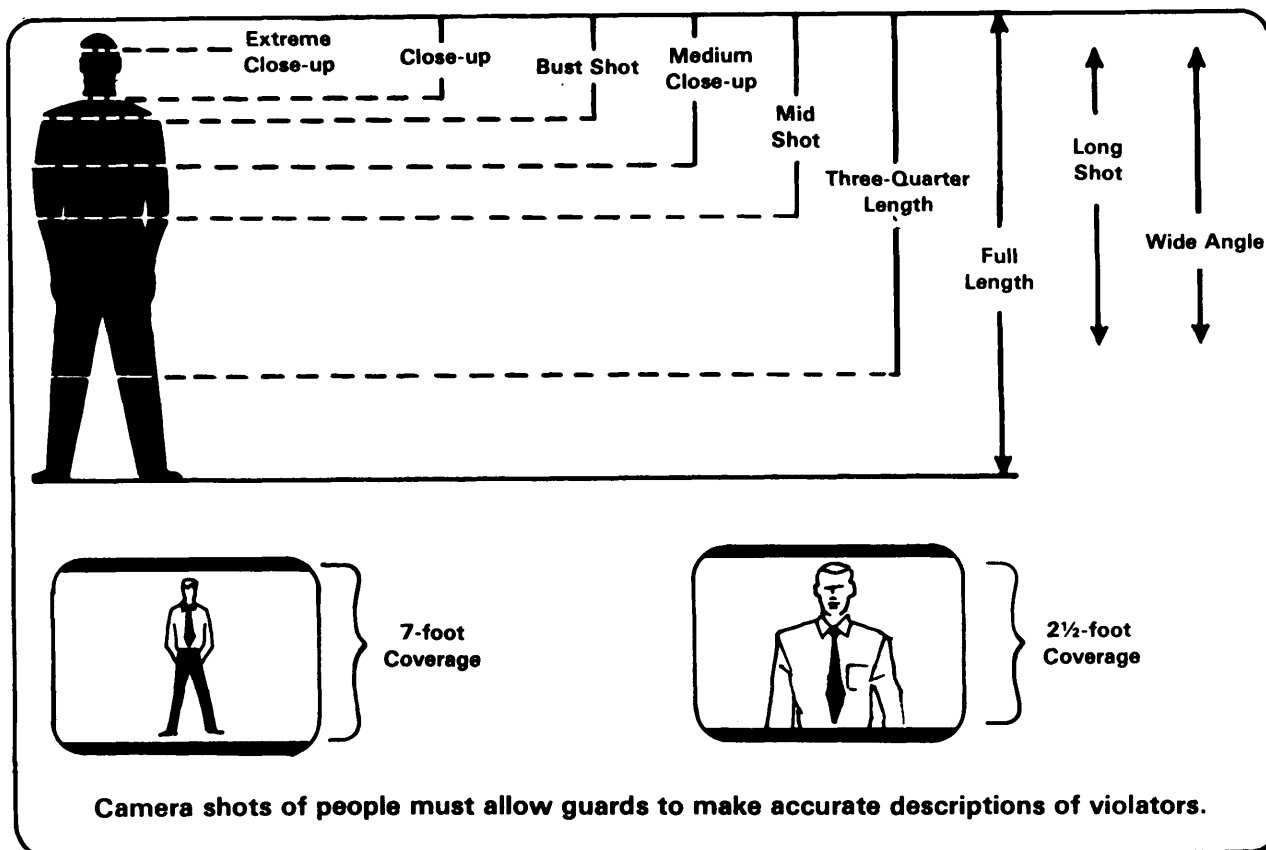 Extreme
Close-up
Close-up
Bust Shot
Medium
Close-up
Mid
Shot
Three-Quarter
Length
Full
Length
Long
Shot
Wide Angle
7-foot
Coverage
2½-foot
Coverage
Camera shots of people must allow guards to make accurate descriptions of violators.